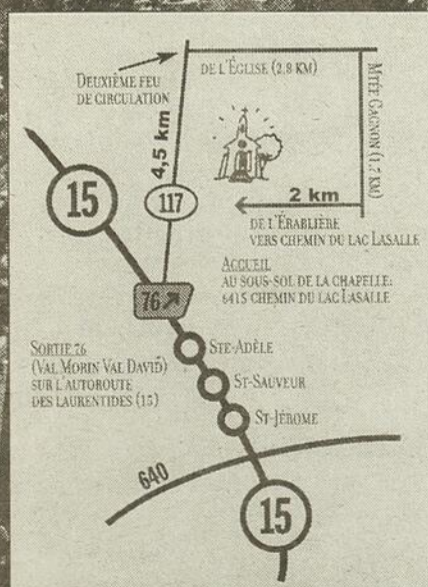 DE L'ÉGLISE (2.8 KM)
DEUXIÈME FEU
DE CIRCULATION
MTÉE GAGNON (1.7 KM)
4,5 km
15
117
2 km
DE L'ÉRABLIÈRE
VERS CHEMIN DU LAC LASALLE
76
ACCUEIL
AU SOUS-SOL DE LA CHAPELLE:
6415 CHEMIN DU LAC LASALLE
SORTIE 76
(VAL MORIN VAL DAVID)
SUR L'AUTOROUTE
DES LAURENTIDES (15)
STE-ADÈLE
ST-SAUVEUR
ST-JÉROME
640
15